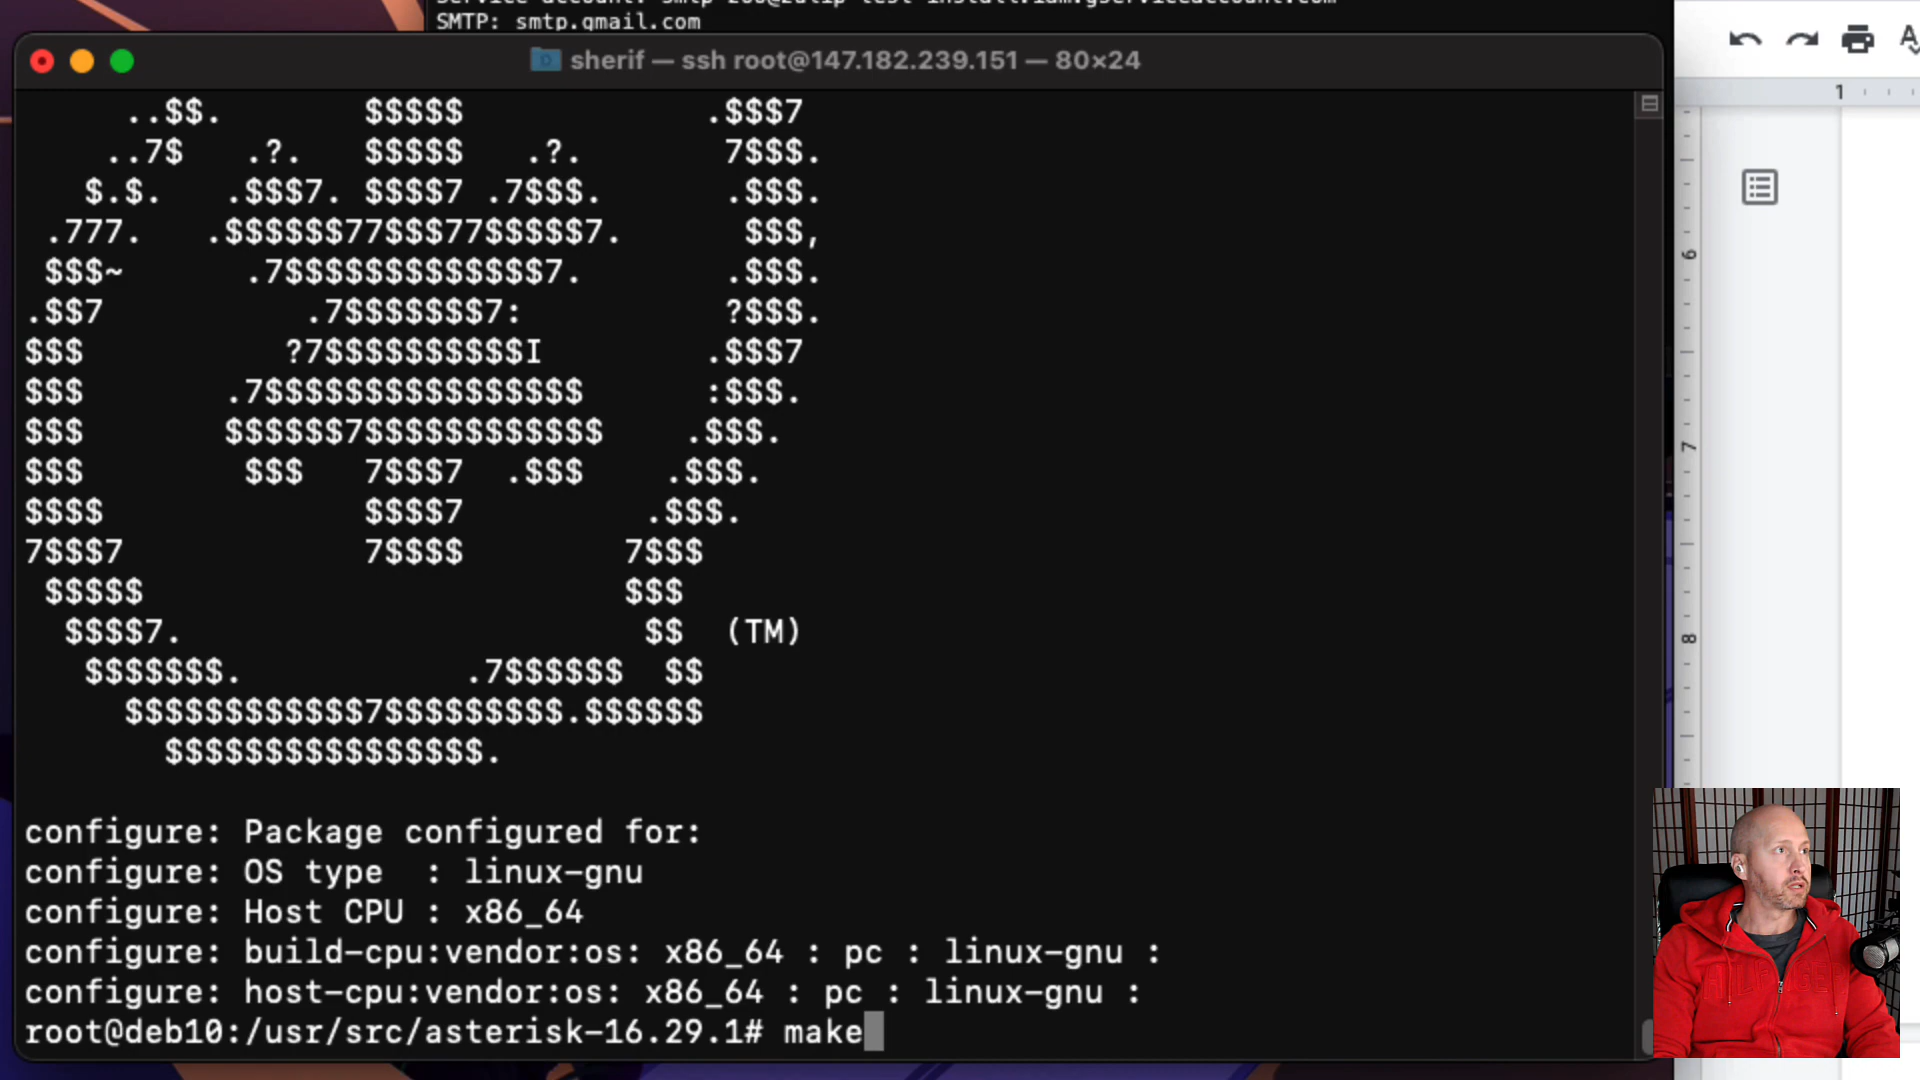 SMTP: smtp.gmail.com
sherif — ssh root@147.182.239.151 — 80×24
1
     ..$$.       $$$$$            .$$$7
    ..7$   .?.   $$$$$   .?.       7$$$.
   $.$.   .$$$7. $$$$7 .7$$$.      .$$$.
 .777.   .$$$$$$77$$$77$$$$$7.      $$$,
 $$$~      .7$$$$$$$$$$$$$7.       .$$$.
.$$7          .7$$$$$$$7:          ?$$$.
$$$          ?7$$$$$$$$$$I        .$$$7
$$$       .7$$$$$$$$$$$$$$$$      :$$$.
$$$       $$$$$$7$$$$$$$$$$$$    .$$$.
$$$        $$$   7$$$7  .$$$    .$$$.
$$$$             $$$$7         .$$$.
7$$$7            7$$$$        7$$$
 $$$$$                        $$$
  $$$$7.                       $$  (TM)
   $$$$$$$.           .7$$$$$$  $$
     $$$$$$$$$$$$7$$$$$$$$$.$$$$$$
       $$$$$$$$$$$$$$$$.
configure: Package configured for:
configure: OS type  : linux-gnu
configure: Host CPU : x86_64
configure: build-cpu:vendor:os: x86_64 : pc : linux-gnu :
configure: host-cpu:vendor:os: x86_64 : pc : linux-gnu :
root@deb10:/usr/src/asterisk-16.29.1# make
6
7
8